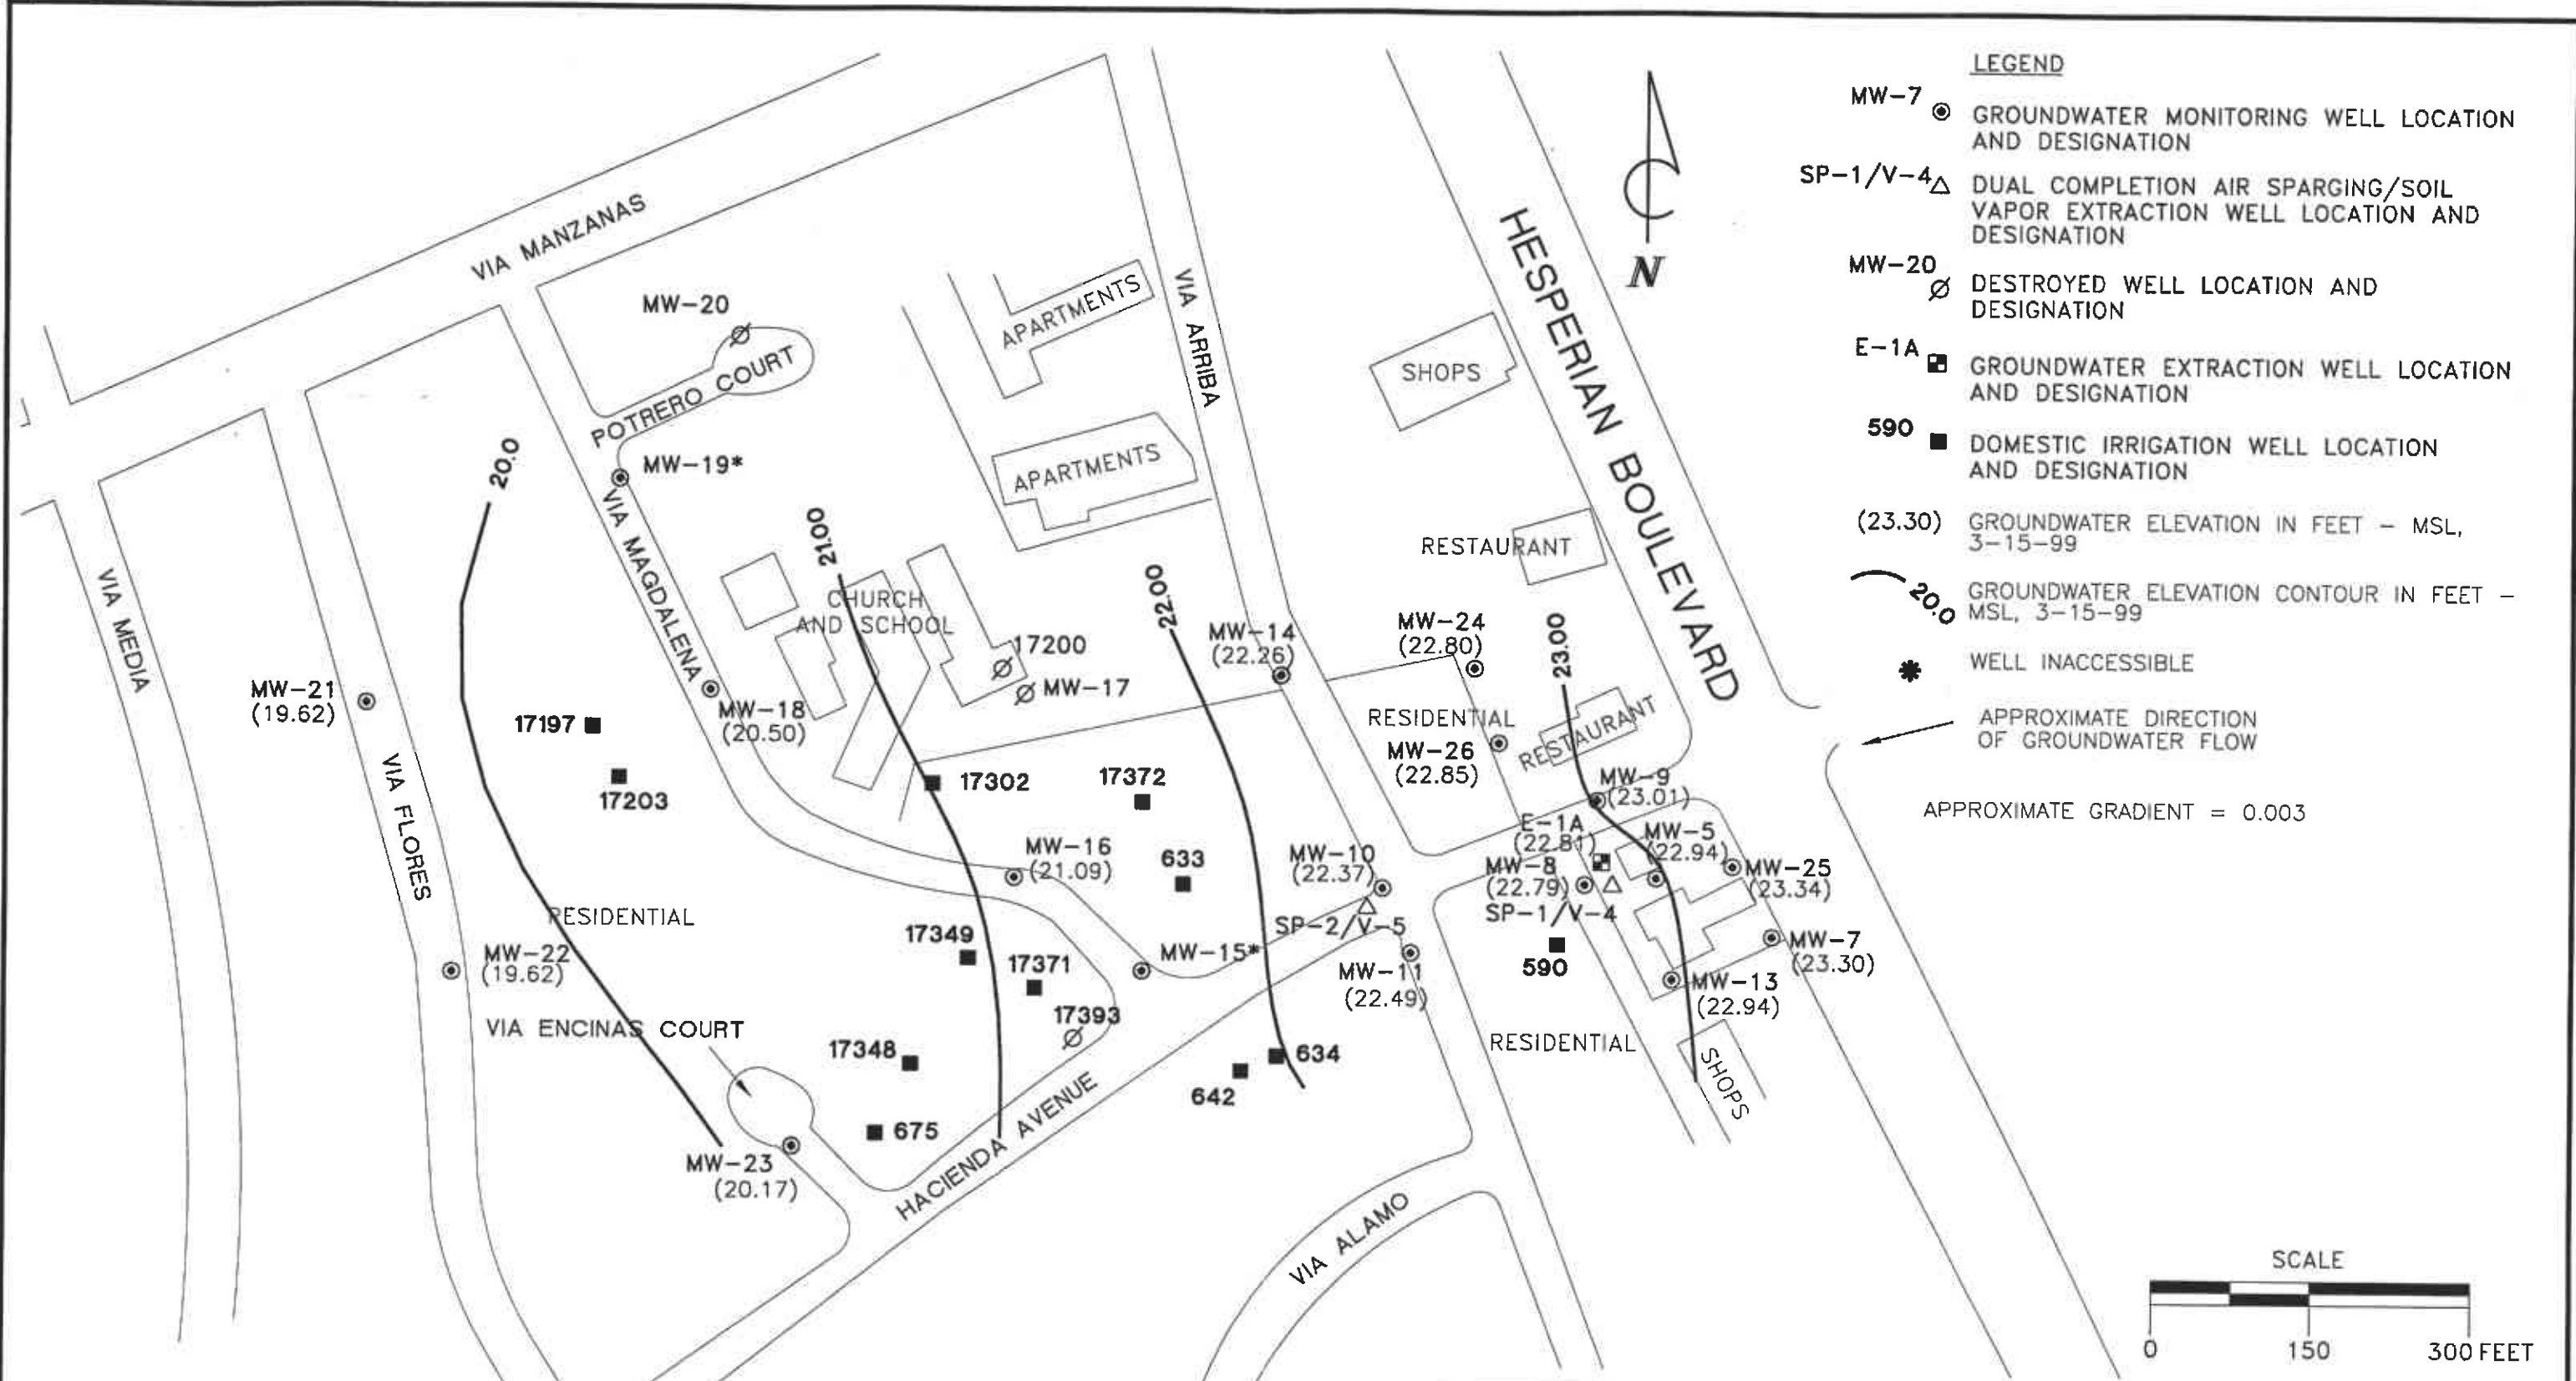 LEGEND
MW-7
GROUNDWATER MONITORING WELL LOCATION
AND DESIGNATION
SP-1/V-4
DUAL COMPLETION AIR SPARGING/SOIL
VAPOR EXTRACTION WELL LOCATION AND
DESIGNATION
MW-20
DESTROYED WELL LOCATION AND
DESIGNATION
E-1A
GROUNDWATER EXTRACTION WELL LOCATION
AND DESIGNATION
590
DOMESTIC IRRIGATION WELL LOCATION
AND DESIGNATION
(23.30)
GROUNDWATER ELEVATION IN FEET - MSL,
3-15-99
20.0
GROUNDWATER ELEVATION CONTOUR IN FEET -
MSL, 3-15-99
WELL INACCESSIBLE
APPROXIMATE DIRECTION
OF GROUNDWATER FLOW
APPROXIMATE GRADIENT = 0.003
N
VIA MANZANAS
MW-20
POTRERO COURT
MW-19*
20.0
VIA MAGDALENA
VIA MEDIA
VIA FLORES
APARTMENTS
APARTMENTS
VIA ARRIBA
SHOPS
HESPERIAN BOULEVARD
RESTAURANT
21.00
CHURCH
AND SCHOOL
17200
MW-17
22.00
MW-14
(22.26)
MW-24
(22.80)
23.00
RESIDENTIAL
MW-26
(22.85)
RESTAURANT
MW-21
(19.62)
17197
17203
MW-18
(20.50)
17302
17372
MW-9
(23.01)
E-1A
(22.81)
MW-5
(22.94)
MW-25
(23.34)
MW-8
(22.79)
SP-1/V-4
MW-16
(21.09)
633
MW-10
(22.37)
SP-2/V-5
RESIDENTIAL
17349
17371
MW-15*
MW-11
(22.49)
590
MW-7
(23.30)
MW-13
(22.94)
MW-22
(19.62)
VIA ENCINAS COURT
17393
17348
634
642
RESIDENTIAL
SHOPS
675
MW-23
(20.17)
HACIENDA AVENUE
VIA ALAMO
SCALE
0
150
300 FEET